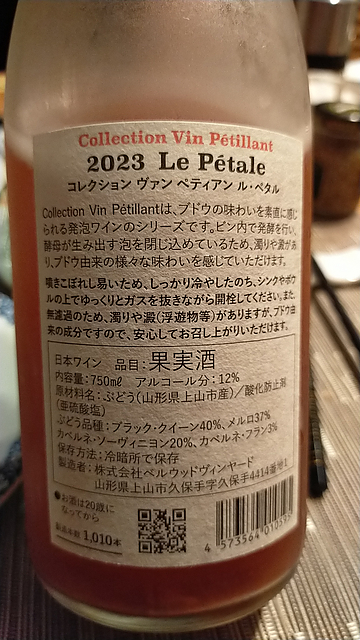 Collection Vin Pétillant
2023 Le Pétale
コレクション ヴァン ペティアン ル・ペタル
Collection Vin Pétillantは、ブドウの味わいを素直に感じ
られる発泡ワインのシリーズです。ビン内で発酵を行い、
酵母が生み出す泡を閉じ込めているため、濁りや澱があ
り、ブドウ由来の様々な味わいを感じていただけます。
噴きこぼれ易いため、しっかり冷やしたのち、シンクやボウ
ルの上でゆっくりとガスを抜きながら開栓してください。また、
無濾過のため、濁りや澱(浮遊物等)がありますが、ブドウ由
来の成分ですので、安心してお召し上がりいただけます。
日本ワイン 品目:果実酒
内容量:750mℓ アルコール分:12%
原材料名:ぶどう(山形県上山市産)/酸化防止剤
(亜硫酸塩)
ぶどう品種:ブラック・クイーン40%、メルロ37%
カベルネ・ソーヴィニヨン20%、カベルネ・フラン3%
保存方法:冷暗所で保存
製造者:株式会社ベルウッドヴィンヤード
山形県上山市久保手字久保手4414番地1
●お酒は20歳に
なってから
製造本数 1,010本
4 573564 010